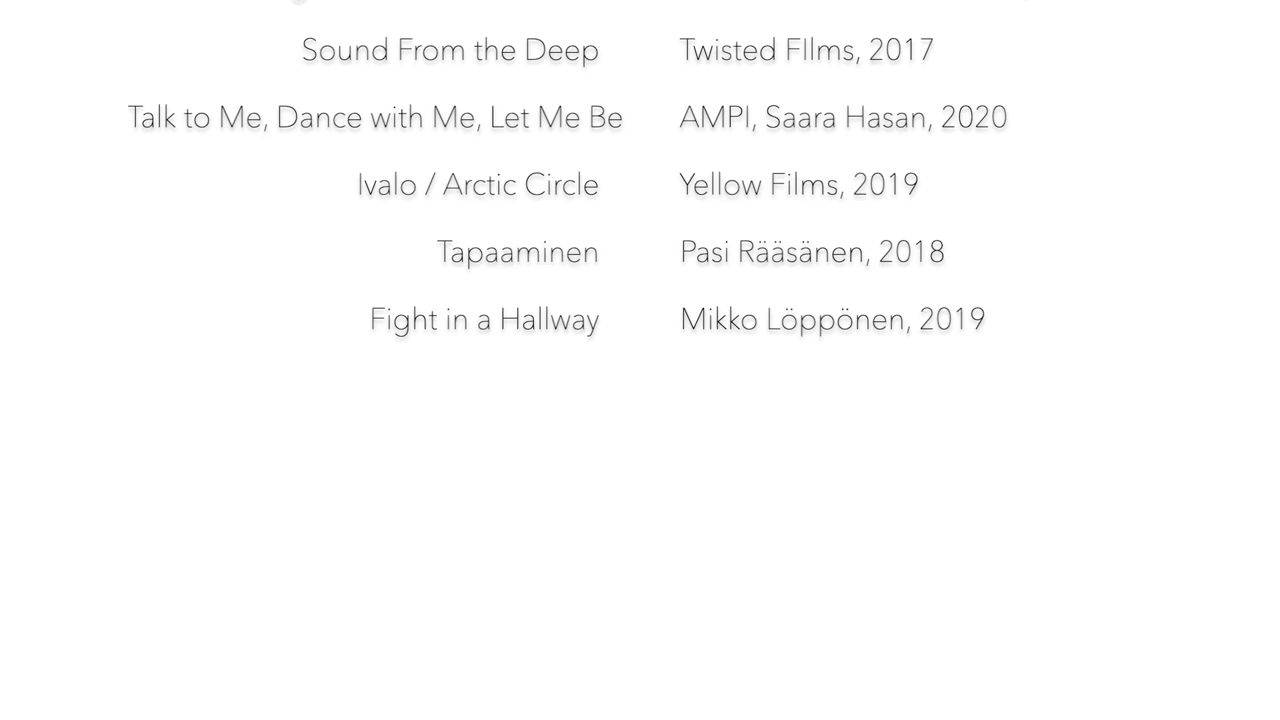 Sound From the Deep Twisted FIlms, 2017
Talk to Me, Dance with Me, Let Me Be AMPI, Saara Hasan, 2020
Ivalo / Arctic Circle Yellow Films, 2019
Tapaaminen Pasi Rääsänen, 2018
Fight in a Hallway Mikko Löppönen, 2019